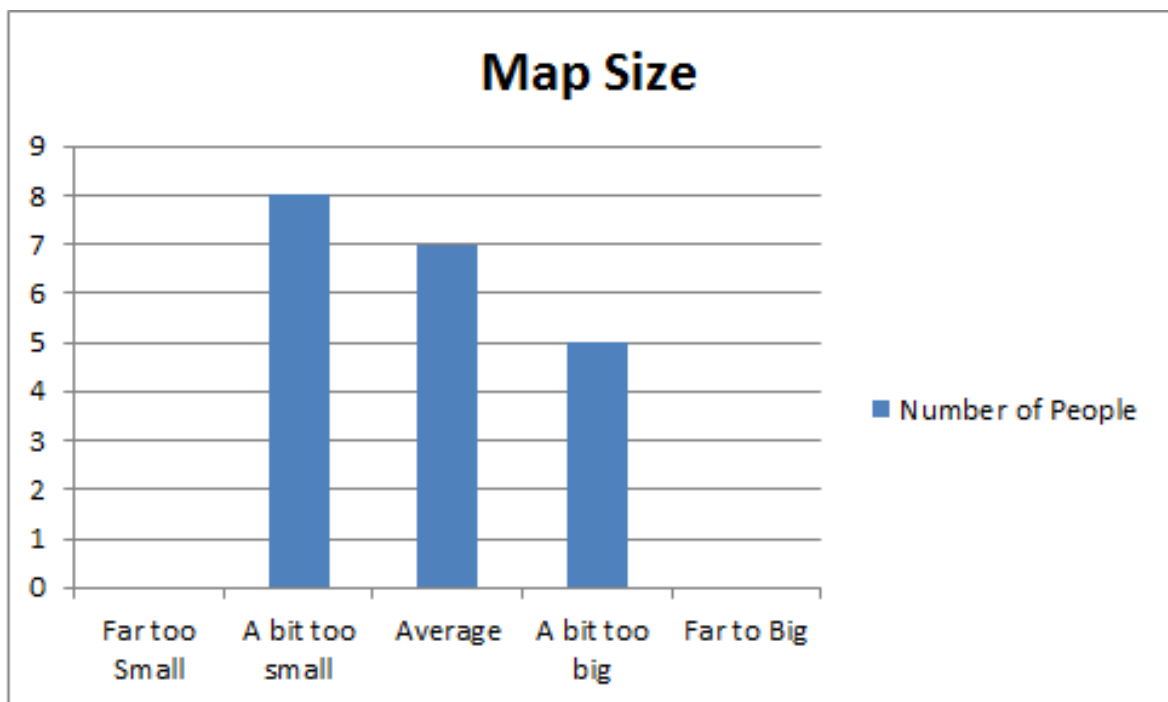 Map Size
9
8
7
6
5
4
3
2
1
0
Far too
Small
A bit too
small
Average
A bit too
big
Far to Big
Number of People